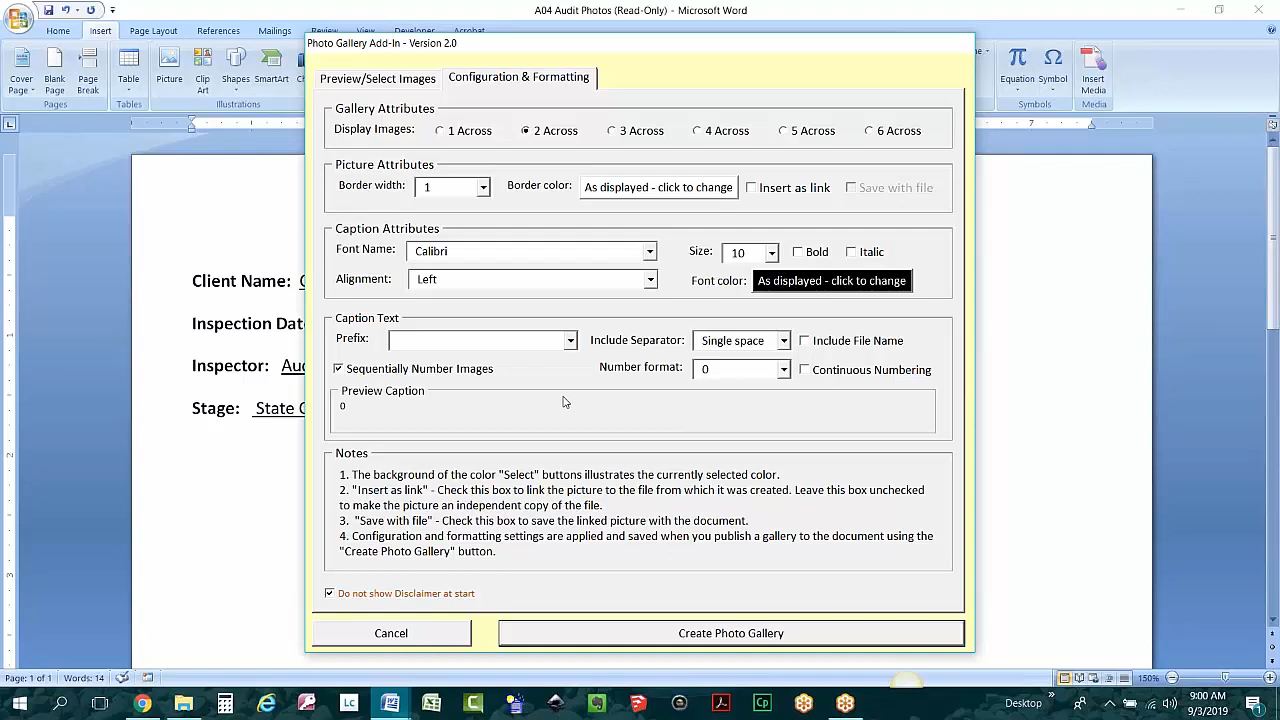 A04 Audit Photos (Read-Only) - Microsoft Word
Home Insert Page Layout References Mailings Review View Developer Acrobat
Photo Gallery Add-In - Version 2.0
Cover Page Blank Page Page Break Table Picture Clip Art Shapes SmartArt Equation Symbol Insert Media
Pages Tables Illustrations Symbols Media
Preview/Select Images Configuration & Formatting
Gallery Attributes
Display Images: 1 Across 2 Across 3 Across 4 Across 5 Across 6 Across
Picture Attributes
Border width: 1 Border color: As displayed - click to change Insert as link Save with file
Caption Attributes
Font Name: Calibri Size: 10 Bold Italic
Alignment: Left Font color: As displayed - click to change
Client Name:
Caption Text
Inspection Dat
Prefix: Include Separator: Single space Include File Name
Inspector: Au
Sequentially Number Images Number format: 0 Continuous Numbering
Preview Caption
0
Stage: State
Notes
1. The background of the color "Select" buttons illustrates the currently selected color.
2. "Insert as link" - Check this box to link the picture to the file from which it was created. Leave this box unchecked
to make the picture an independent copy of the file.
3. "Save with file" - Check this box to save the linked picture with the document.
4. Configuration and formatting settings are applied and saved when you publish a gallery to the document using the
"Create Photo Gallery" button.
Do not show Disclaimer at start
Cancel Create Photo Gallery
Page: 1 of 1 Words: 14 150%
Desktop 9:00 AM
9/3/2019